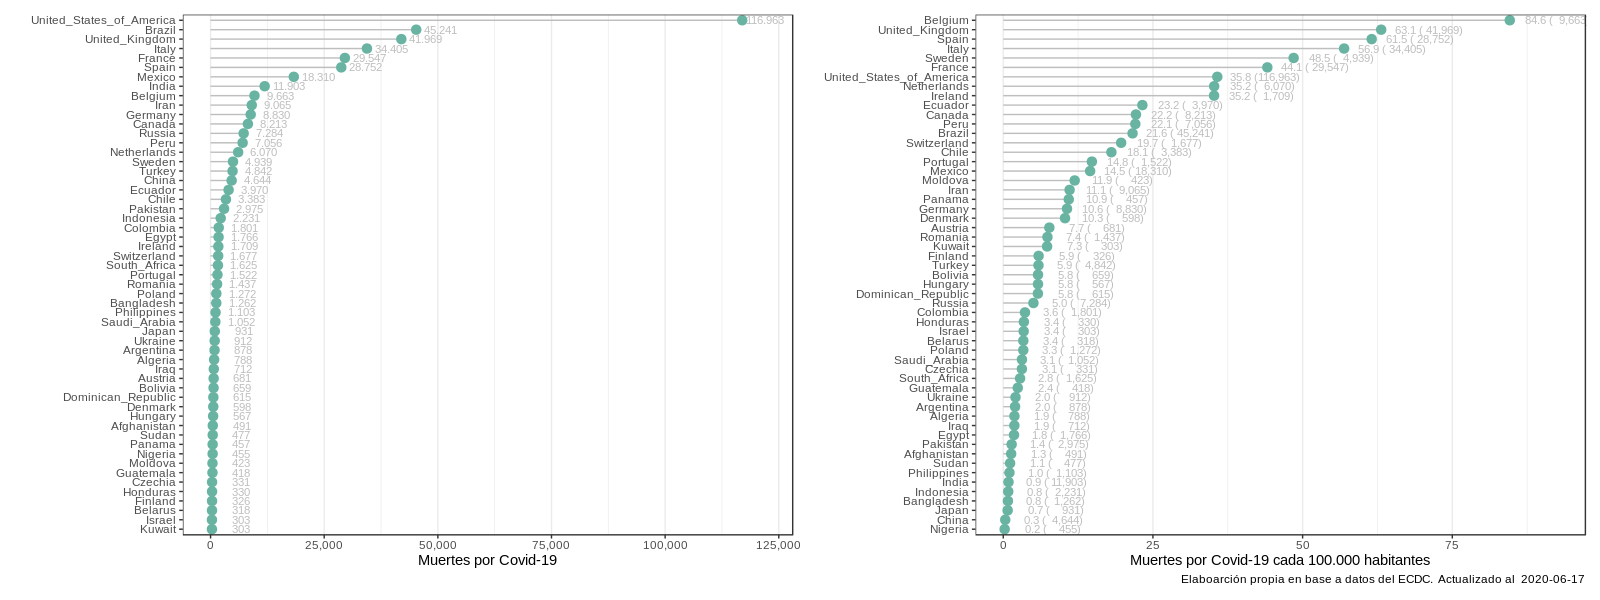 United_States_of_America 116.963
Brazil 45.241
United_Kingdom 41.969
Italy 34.405
France 29.547
Spain 28.752
Mexico 18.310
India 11.903
Belgium 9.663
Iran 9.065
Germany 8.830
Canada 8.213
Russia 7.284
Peru 7.056
Netherlands 6.070
Sweden 4.939
Turkey 4.842
China 4.644
Ecuador 3.970
Chile 3.383
Pakistan 2.975
Indonesia 2.231
Colombia 1.801
Egypt 1.766
Ireland 1.709
Switzerland 1.677
South_Africa 1.625
Portugal 1.522
Romania 1.437
Poland 1.272
Bangladesh 1.262
Philippines 1.103
Saudi_Arabia 1.052
Japan 931
Ukraine 912
Argentina 878
Algeria 788
Iraq 712
Austria 681
Bolivia 659
Dominican_Republic 615
Denmark 598
Hungary 567
Afghanistan 491
Sudan 477
Panama 457
Nigeria 455
Moldova 423
Guatemala 418
Czechia 331
Honduras 330
Finland 326
Belarus 318
Israel 303
Kuwait 303
0 25,000 50,000 75,000 100,000 125,000
Muertes por Covid-19
Belgium 84.6 ( 9,663
United_Kingdom 63.1 ( 41,969)
Spain 61.5 ( 28,752)
Italy 56.9 ( 34,405)
Sweden 48.5 ( 4,939)
France 44.1 ( 29,547)
United_States_of_America 35.8 (116,963)
Netherlands 35.2 ( 6,070)
Ireland 35.2 ( 1,709)
Ecuador 23.2 ( 3,970)
Canada 22.2 ( 8,213)
Peru 22.1 ( 7,056)
Brazil 21.6 ( 45,241)
Switzerland 19.7 ( 1,677)
Chile 18.1 ( 3,383)
Portugal 14.8 ( 1,522)
Mexico 14.5 ( 18,310)
Moldova 11.9 ( 423)
Iran 11.1 ( 9,065)
Panama 10.9 ( 457)
Germany 10.6 ( 8,830)
Denmark 10.3 ( 598)
Austria 7.7 ( 681)
Romania 7.4 ( 1,437)
Kuwait 7.3 ( 303)
Finland 5.9 ( 326)
Turkey 5.9 ( 4,842)
Bolivia 5.8 ( 659)
Hungary 5.8 ( 567)
Dominican_Republic 5.8 ( 615)
Russia 5.0 ( 7,284)
Colombia 3.6 ( 1,801)
Honduras 3.4 ( 330)
Israel 3.4 ( 303)
Belarus 3.4 ( 318)
Poland 3.3 ( 1,272)
Saudi_Arabia 3.1 ( 1,052)
Czechia 3.1 ( 331)
South_Africa 2.8 ( 1,625)
Guatemala 2.4 ( 418)
Ukraine 2.0 ( 912)
Argentina 2.0 ( 878)
Algeria 1.9 ( 788)
Iraq 1.9 ( 712)
Egypt 1.8 ( 1,766)
Pakistan 1.4 ( 2,975)
Afghanistan 1.3 ( 491)
Sudan 1.1 ( 477)
Philippines 1.0 ( 1,103)
India 0.9 ( 11,903)
Indonesia 0.8 ( 2,231)
Bangladesh 0.8 ( 1,262)
Japan 0.7 ( 931)
China 0.3 ( 4,644)
Nigeria 0.2 ( 455)
0 25 50 75
Muertes por Covid-19 cada 100.000 habitantes
Elaboarción propia en base a datos del ECDC. Actualizado al 2020-06-17